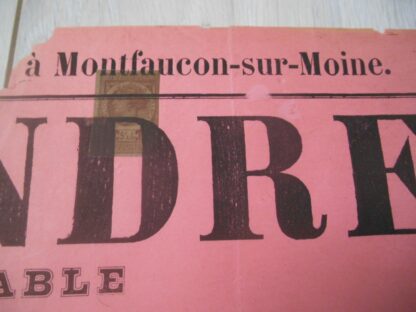 à Montfaucon-sur-Moine.
NDRE
ABLE